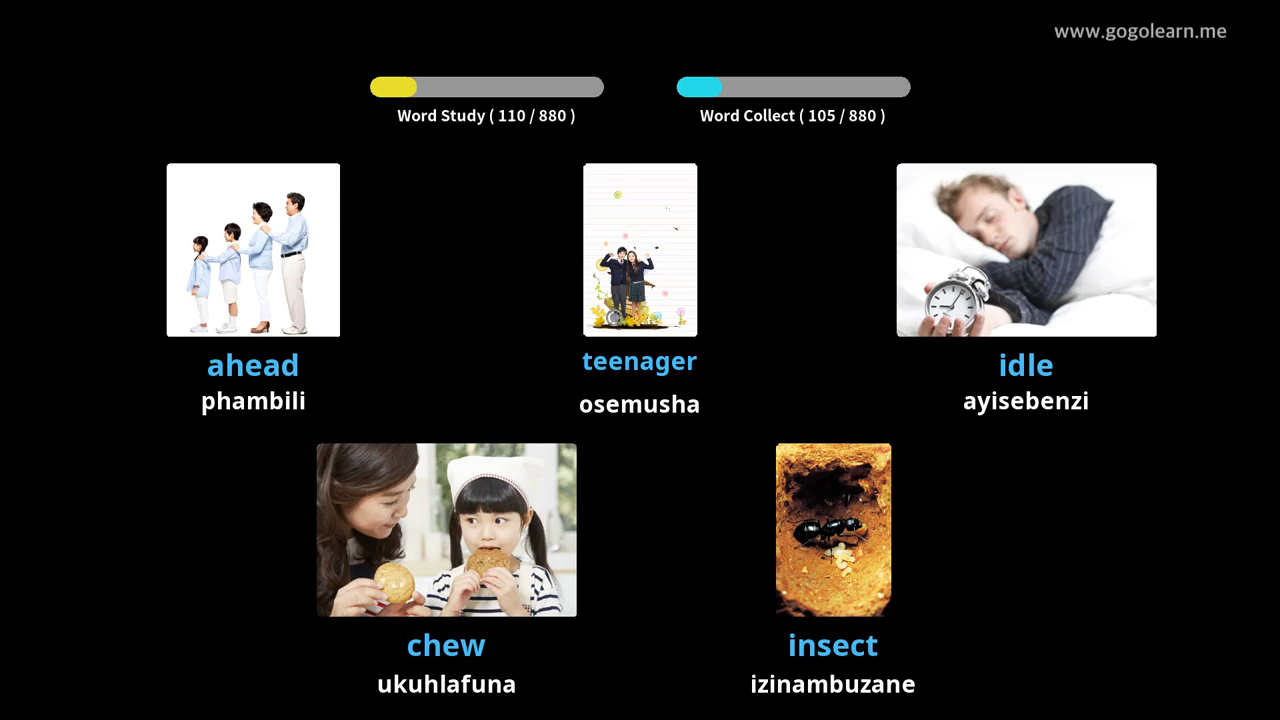 www.gogolearn.me
Word Study ( 110 / 880 )
Word Collect ( 105 / 880 )
ahead
phambili
teenager
osemusha
idle
ayisebenzi
chew
ukuhlafuna
insect
izinambuzane